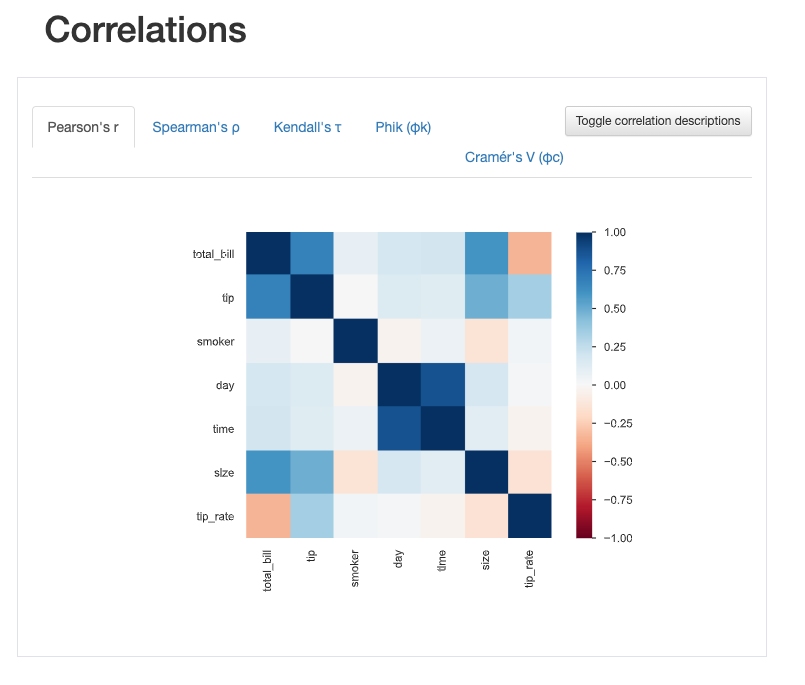 Correlations
Pearson's r
Spearman's ρ
Kendall's τ
Phik (φk)
Toggle correlation descriptions
Cramér's V (φc)
total_bill
tip
smoker
day
time
size
tip_rate
1.00
0.75
0.50
0.25
0.00
−0.25
−0.50
−0.75
−1.00
total_bill
tip
smoker
day
time
size
tip_rate